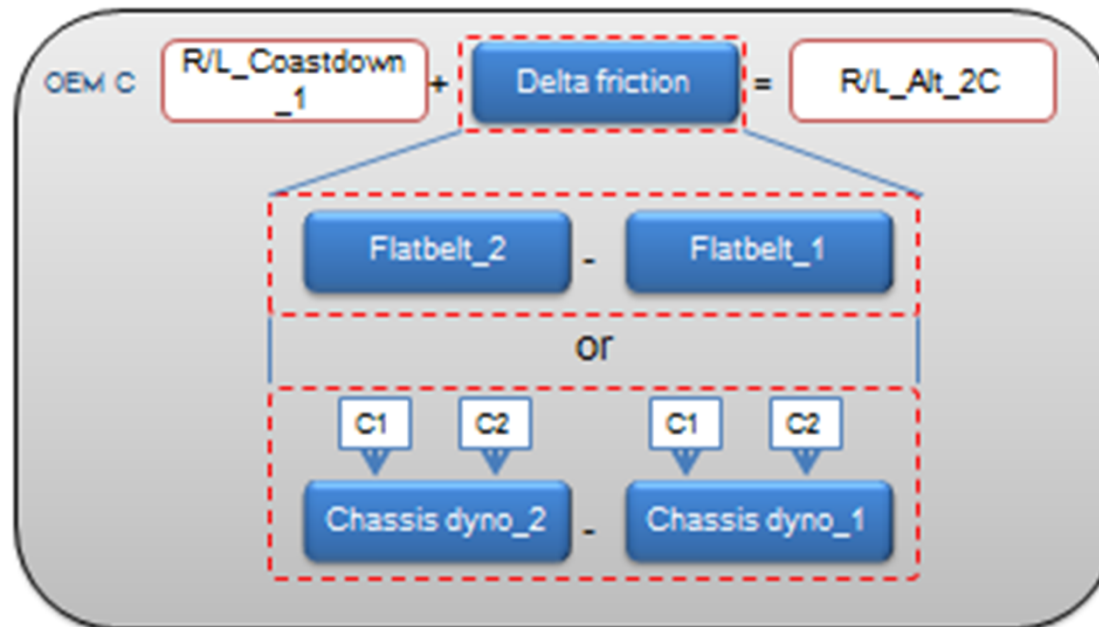 OEM C R/L_Coastdown
_1 + Delta friction = R/L_Alt_2C
Flatbelt_2 - Flatbelt_1
or
C1 C2 C1 C2
Chassis dyno_2 - Chassis dyno_1